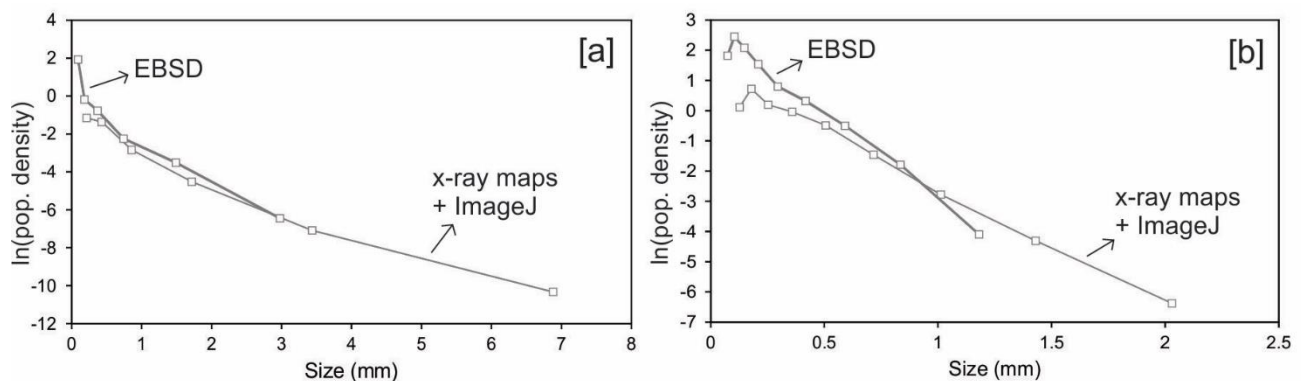 4
2
0
-2
-4
-6
-8
-10
-12
ln(pop. density)
0 1 2 3 4 5 6 7 8
Size (mm)
EBSD
x-ray maps
+ ImageJ
[a]
3
2
1
0
-1
-2
-3
-4
-5
-6
-7
ln(pop. density)
0 0.5 1 1.5 2 2.5
Size (mm)
EBSD
x-ray maps
+ ImageJ
[b]